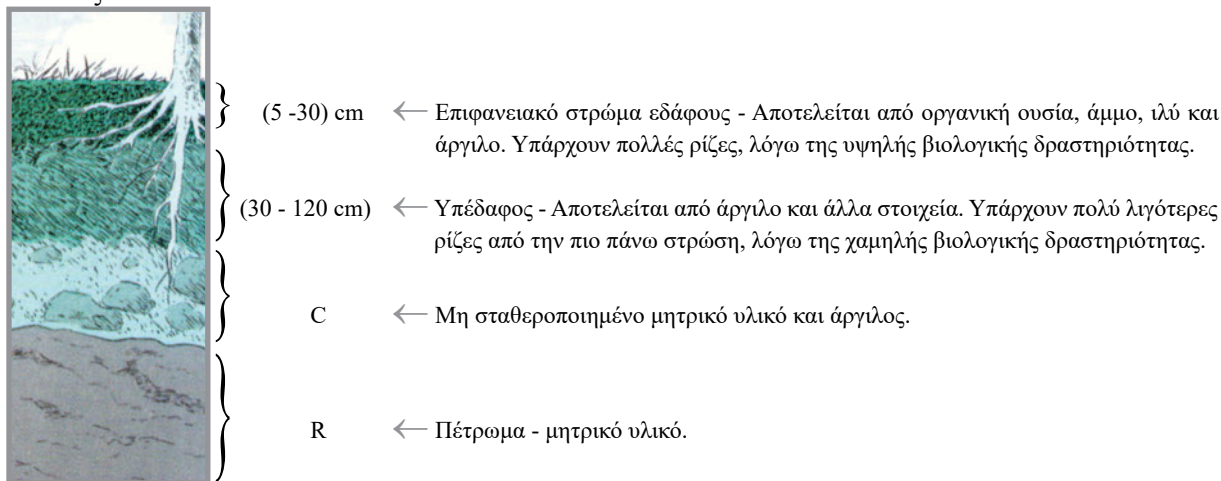 (5 -30) cm ← Επιφανειακό στρώμα εδάφους - Αποτελείται από οργανική ουσία, άμμο, ιλύ και
άργιλο. Υπάρχουν πολλές ρίζες, λόγω της υψηλής βιολογικής δραστηριότητας.
(30 - 120 cm) ← Υπέδαφος - Αποτελείται από άργιλο και άλλα στοιχεία. Υπάρχουν πολύ λιγότερες
ρίζες από την πιο πάνω στρώση, λόγω της χαμηλής βιολογικής δραστηριότητας.
C ← Μη σταθεροποιημένο μητρικό υλικό και άργιλος.
R ← Πέτρωμα - μητρικό υλικό.